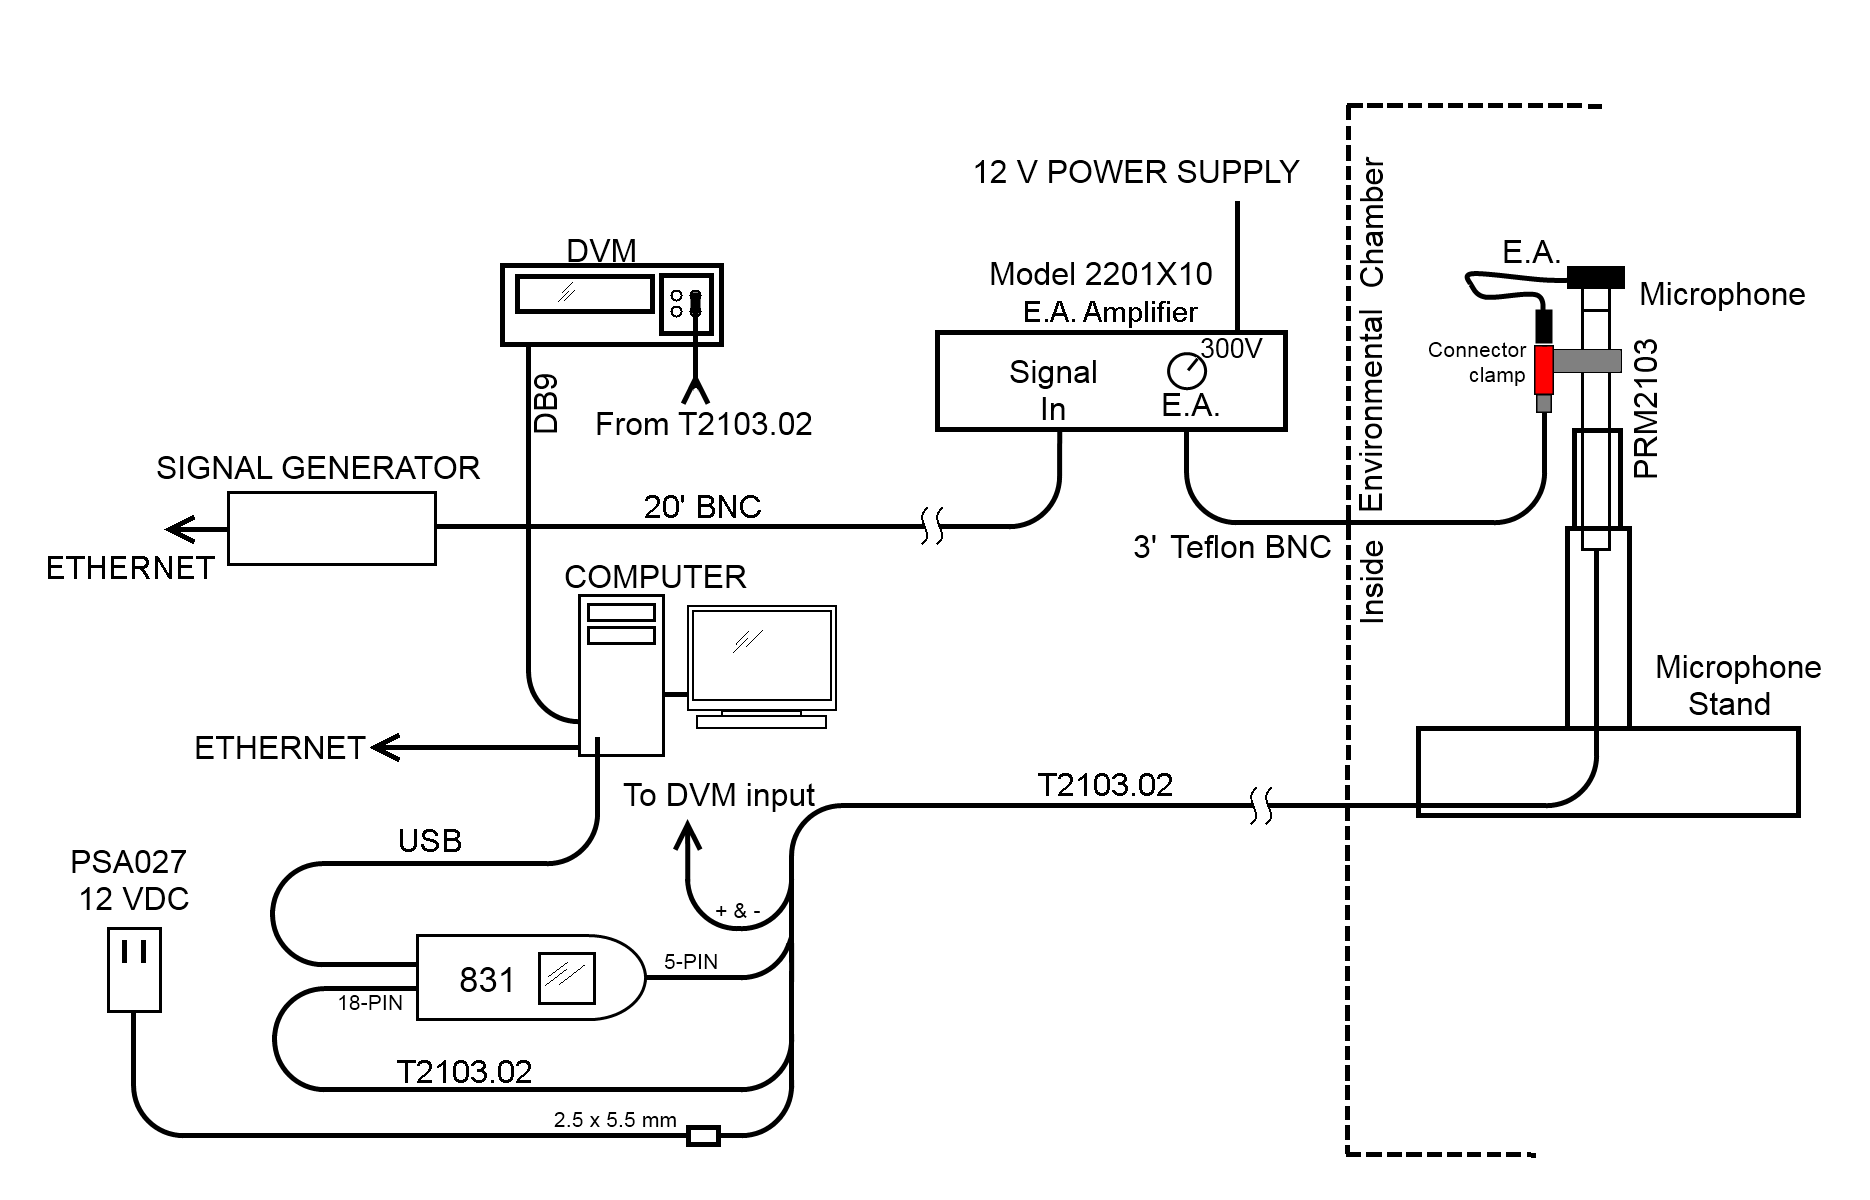 12 V POWER SUPPLY
DVM
Model 2201X10
E.A. Amplifier
300V
Signal
In
E.A.
Inside Environmental Chamber
E.A.
Microphone
Connector
clamp
PRM2103
DB9
From T2103.02
SIGNAL GENERATOR
20' BNC
3' Teflon BNC
ETHERNET
COMPUTER
Microphone
Stand
ETHERNET
To DVM input
T2103.02
USB
PSA027
12 VDC
+ & -
5-PIN
831
18-PIN
T2103.02
2.5 x 5.5 mm